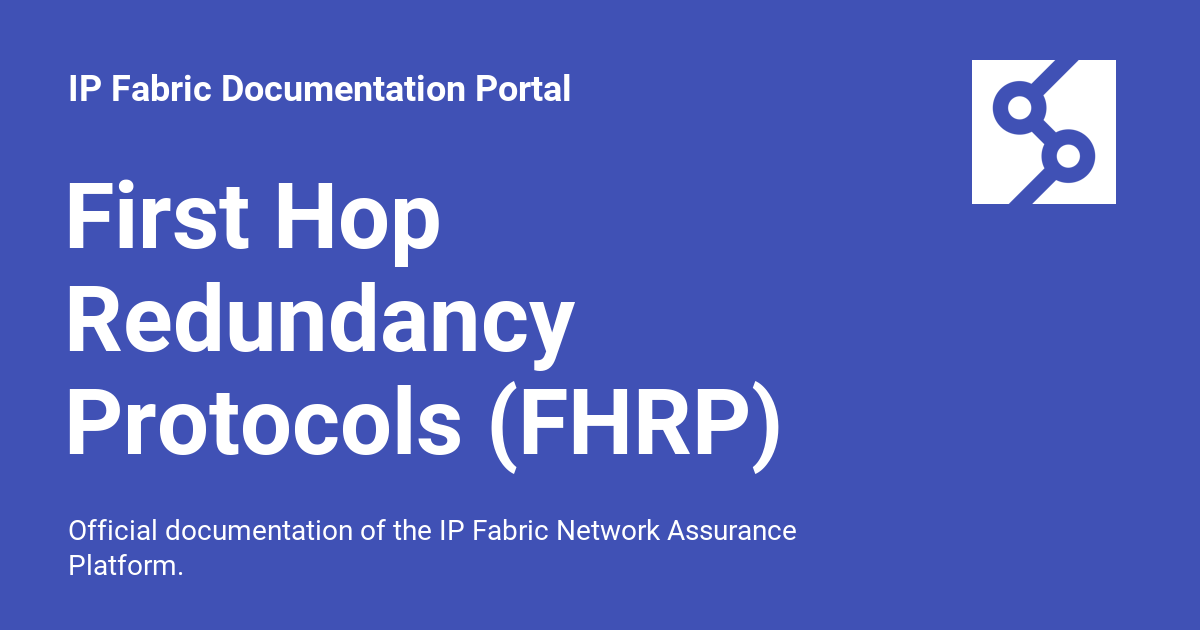 IP Fabric Documentation Portal
First Hop
Redundancy
Protocols (FHRP)
Official documentation of the IP Fabric Network Assurance
Platform.